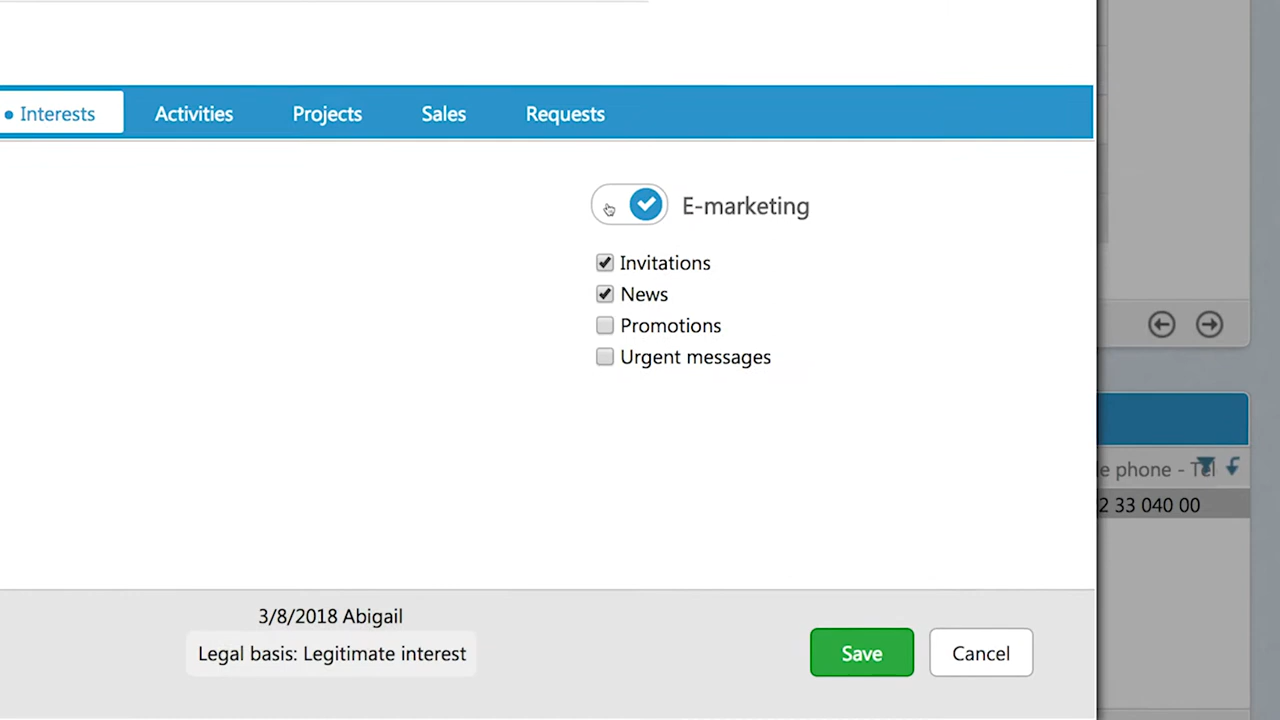 Interests Activities Projects Sales Requests
E-marketing
Invitations
News
Promotions
Urgent messages
phone - Tel
2 33 040 00
3/8/2018 Abigail
Legal basis: Legitimate interest
Save Cancel